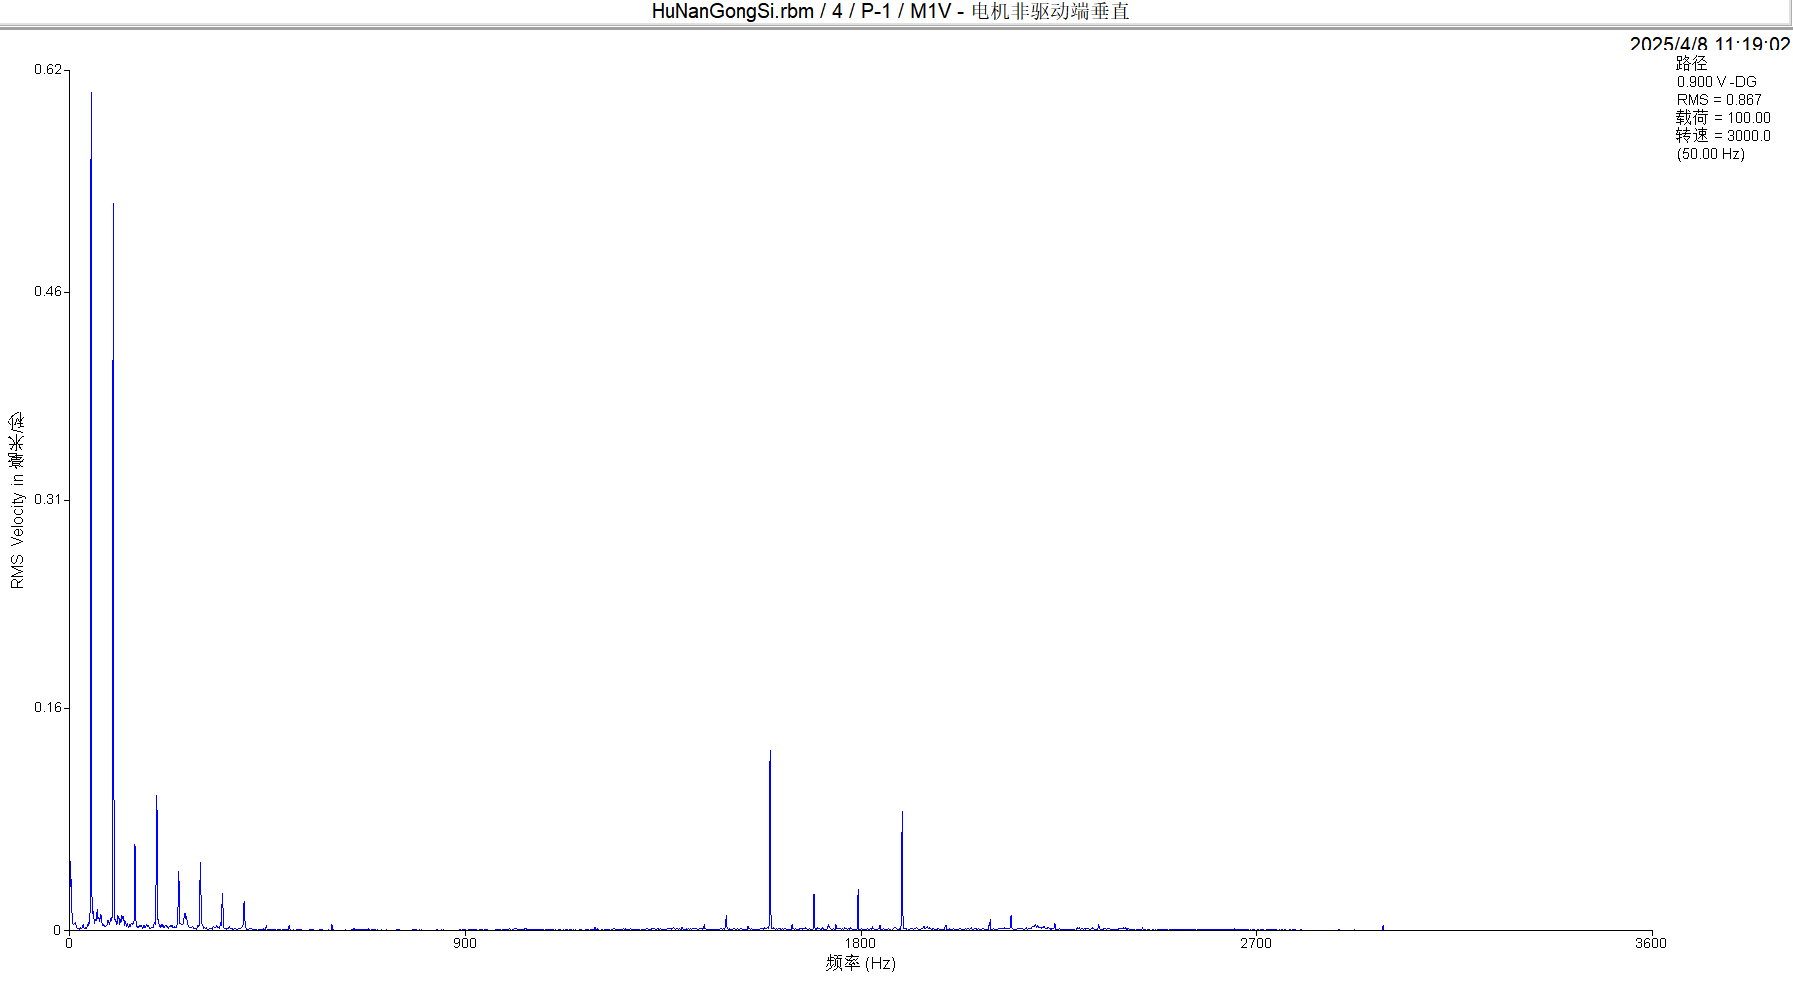 HuNanGongSi.rbm / 4 / P-1 / M1V - 电机非驱动端垂直
2025/4/8 11:19:02
路径
0.900 V -DG
RMS = 0.867
载荷 = 100.00
转速 = 3000.0
(50.00 Hz)
0.62
0.46
0.31
0.16
0
RMS Velocity in 毫米/秒
0
900
1800
2700
3600
频率 (Hz)